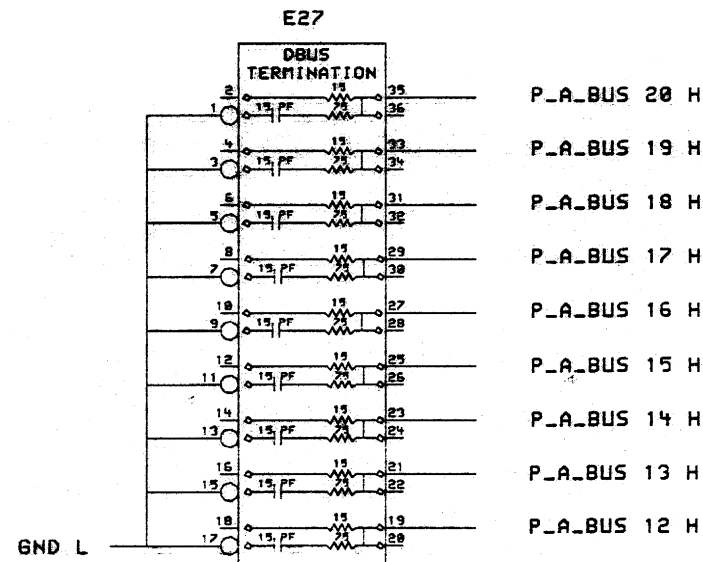 E27
DBUS
TERMINATION
2 15 35 P_A_BUS 20 H
1 15 PF 75 36
4 15 33 P_A_BUS 19 H
3 15 PF 75 34
6 15 31 P_A_BUS 18 H
5 15 PF 75 32
8 15 29 P_A_BUS 17 H
7 15 PF 75 30
10 15 27 P_A_BUS 16 H
9 15 PF 75 28
12 15 25 P_A_BUS 15 H
11 15 PF 75 26
14 15 23 P_A_BUS 14 H
13 15 PF 75 24
16 15 21 P_A_BUS 13 H
15 15 PF 75 22
18 15 19 P_A_BUS 12 H
GND L 17 15 PF 75 20